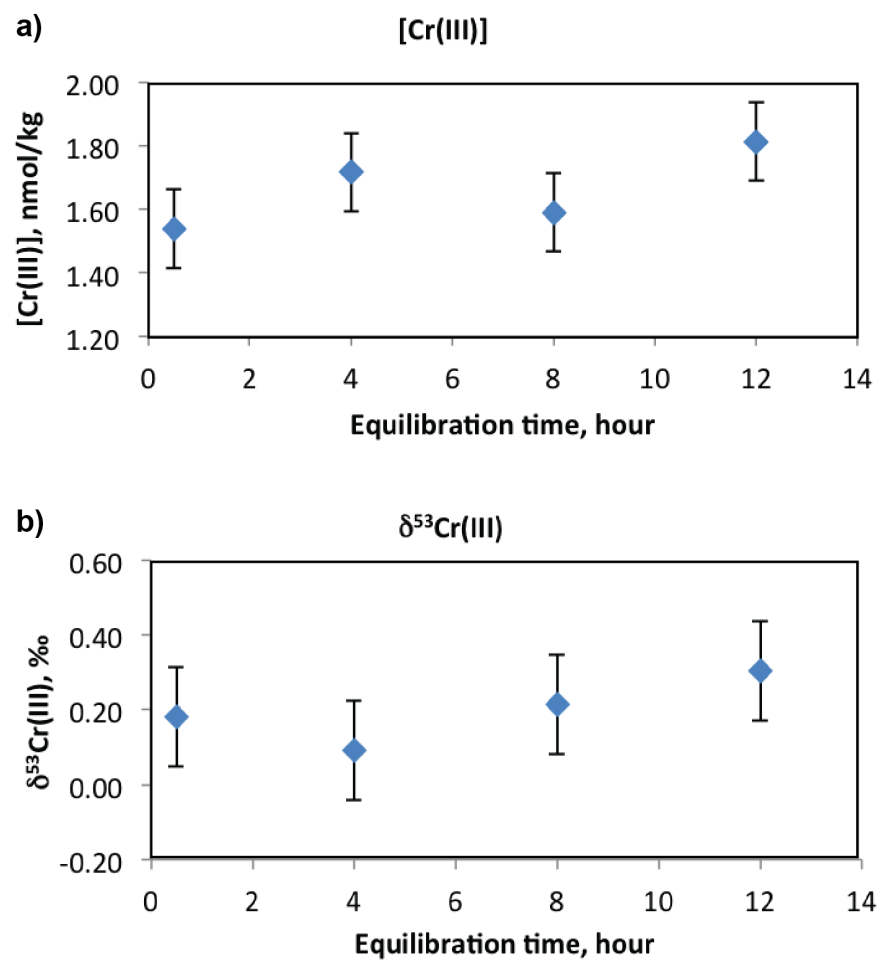 a)
[Cr(III)]
[Cr(III)], nmol/kg
2.00
1.80
1.60
1.40
1.20
0 2 4 6 8 10 12 14
Equilibration time, hour
b)
δ⁵³Cr(III)
δ⁵³Cr(III), ‰
0.60
0.40
0.20
0.00
-0.20
0 2 4 6 8 10 12 14
Equilibration time, hour